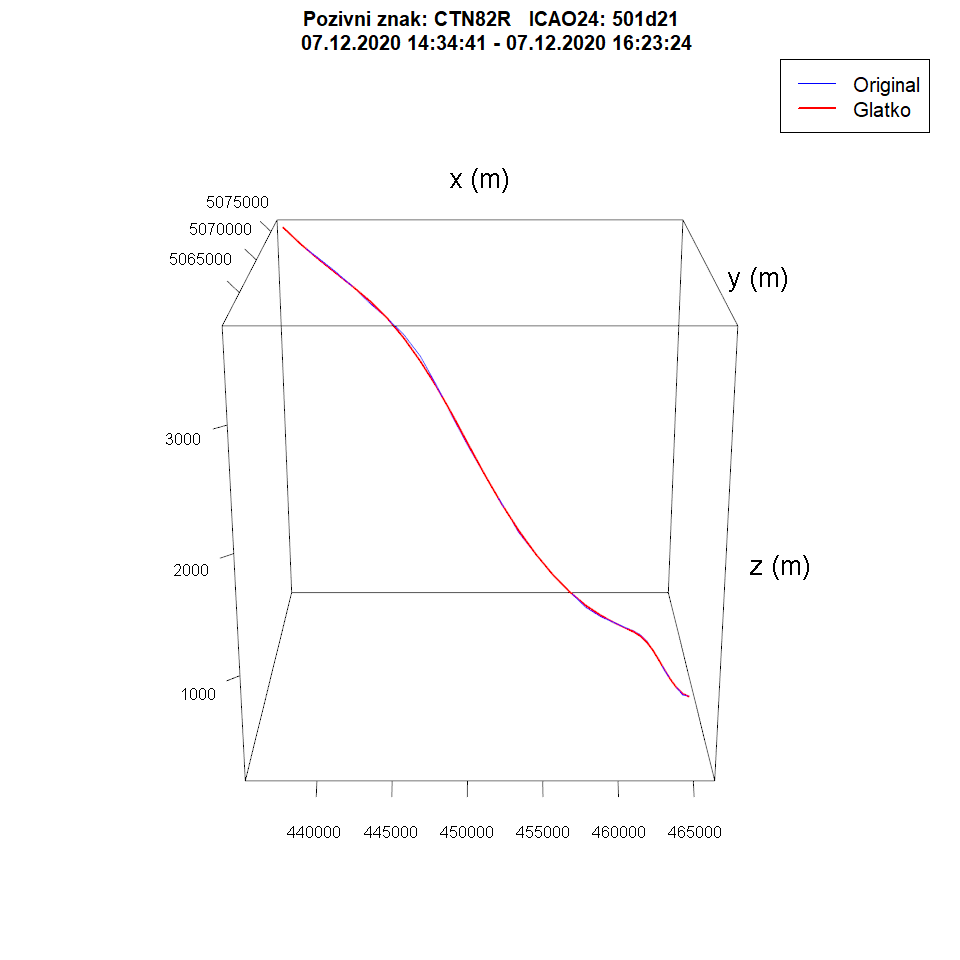 Pozivni znak: CTN82R   ICAO24: 501d21
07.12.2020 14:34:41 - 07.12.2020 16:23:24
Original
Glatko
x (m)
5075000
5070000
5065000
y (m)
3000
2000
z (m)
1000
440000 445000 450000 455000 460000 465000